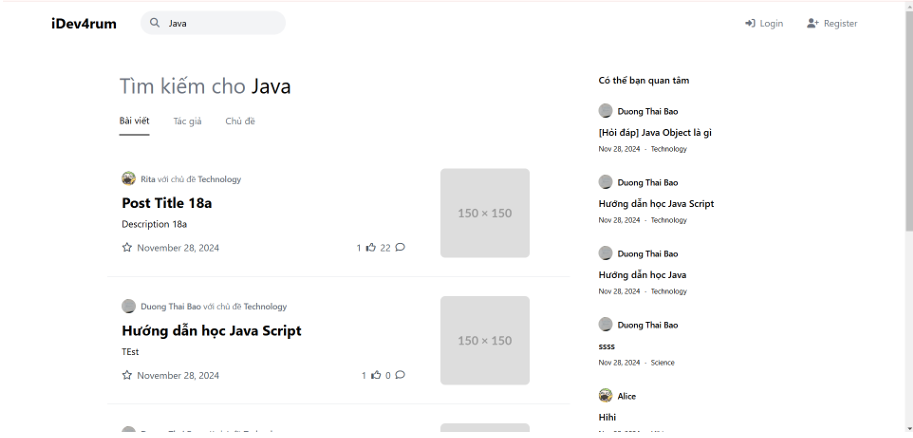 iDev4rum
Java
Login
Register
Tìm kiếm cho Java
Bài viết
Tác giả
Chủ đề
Rita với chủ đề Technology
Post Title 18a
Description 18a
November 28, 2024
1
22
150 × 150
Duong Thai Bao với chủ đề Technology
Hướng dẫn học Java Script
TEst
November 28, 2024
1
0
150 × 150
Có thể bạn quan tâm
Duong Thai Bao
[Hỏi đáp] Java Object là gì
Nov 28, 2024 - Technology
Duong Thai Bao
Hướng dẫn học Java Script
Nov 28, 2024 - Technology
Duong Thai Bao
Hướng dẫn học Java
Nov 28, 2024 - Technology
Duong Thai Bao
ssss
Nov 28, 2024 - Science
Alice
Hihi